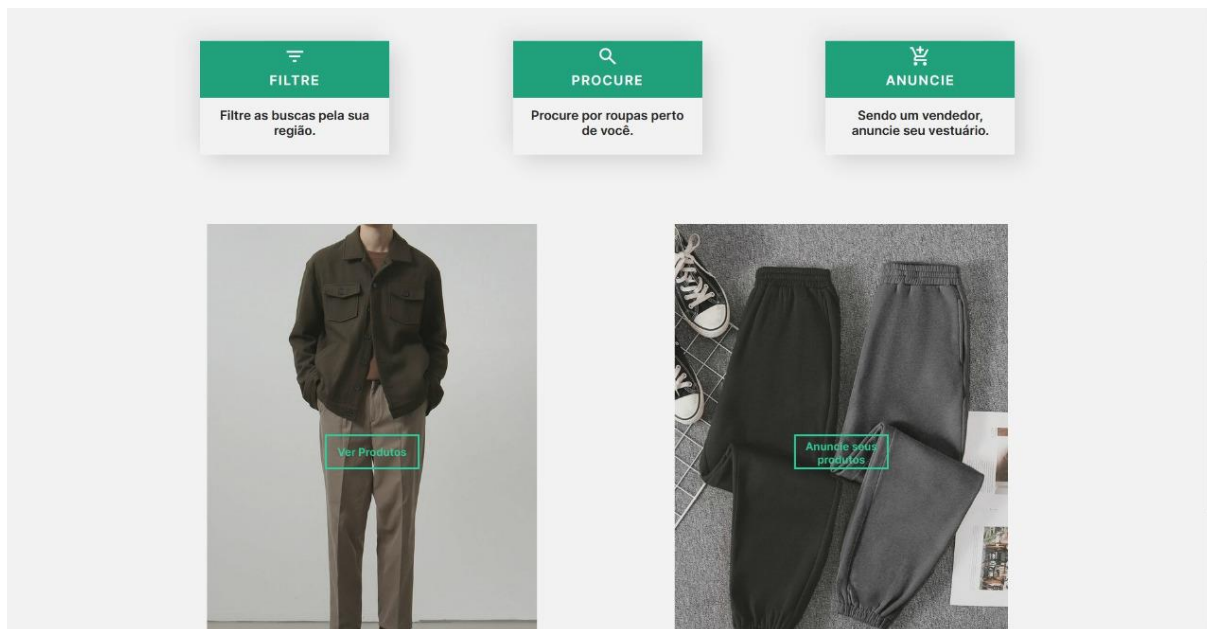 FILTRE
Filtre as buscas pela sua
região.
PROCURE
Procure por roupas perto
de você.
ANUNCIE
Sendo um vendedor,
anuncie seu vestuário.
Ver Produtos
Anuncie seus
produtos